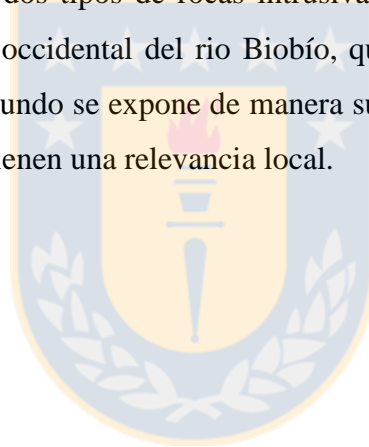 dos tipos de rocas intrusiva
occidental del rio Biobío, qu
undo se expone de manera su
ienen una relevancia local.